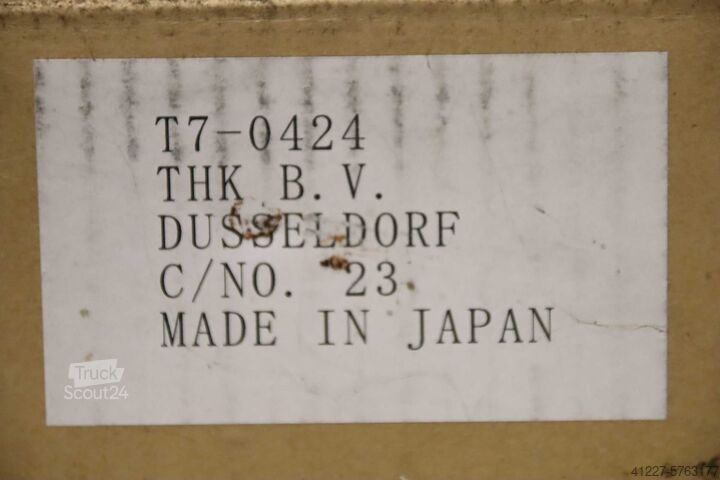 T7-0424
THK B.V.
DUSSELDORF
C/NO. 23
MADE IN JAPAN
Truck
Scout24
41227-5763177